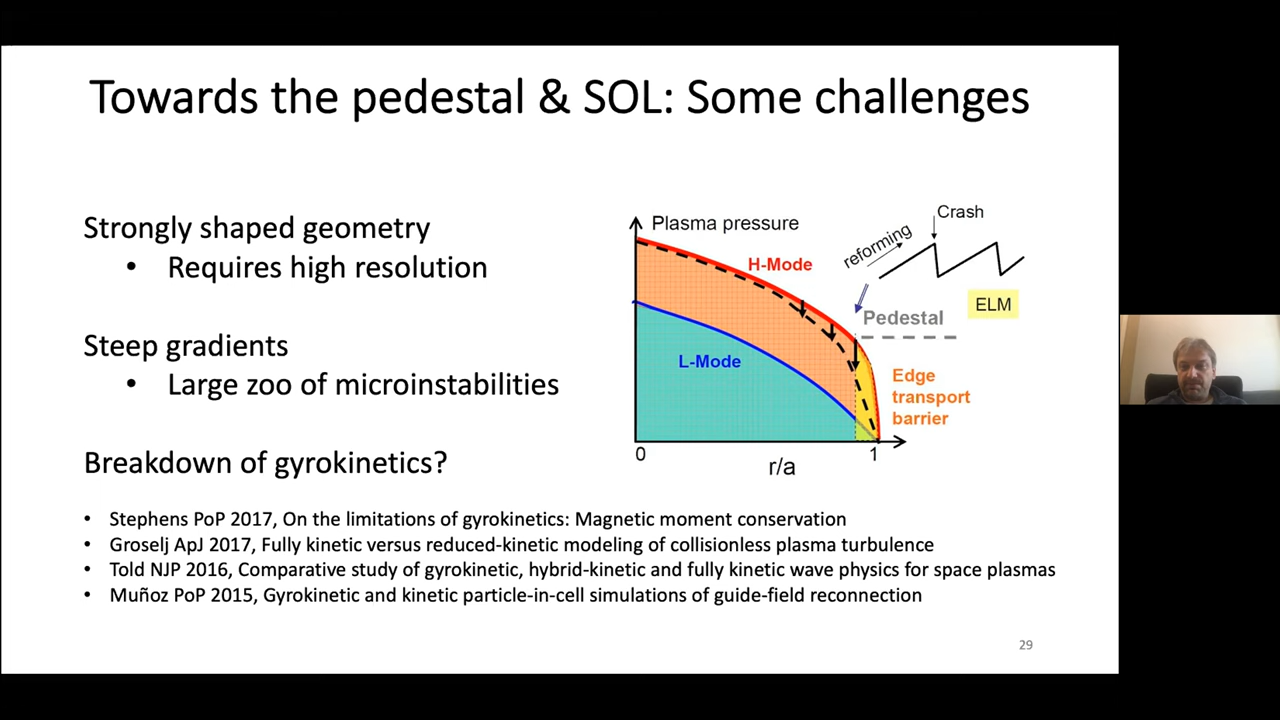 Towards the pedestal & SOL: Some challenges
Strongly shaped geometry
• Requires high resolution
Steep gradients
• Large zoo of microinstabilities
Breakdown of gyrokinetics?
Plasma pressure
H-Mode
L-Mode
reforming
Crash
ELM
Pedestal
Edge
transport
barrier
0
r/a
1
• Stephens PoP 2017, On the limitations of gyrokinetics: Magnetic moment conservation
• Groselj ApJ 2017, Fully kinetic versus reduced-kinetic modeling of collisionless plasma turbulence
• Told NJP 2016, Comparative study of gyrokinetic, hybrid-kinetic and fully kinetic wave physics for space plasmas
• Muñoz PoP 2015, Gyrokinetic and kinetic particle-in-cell simulations of guide-field reconnection
29